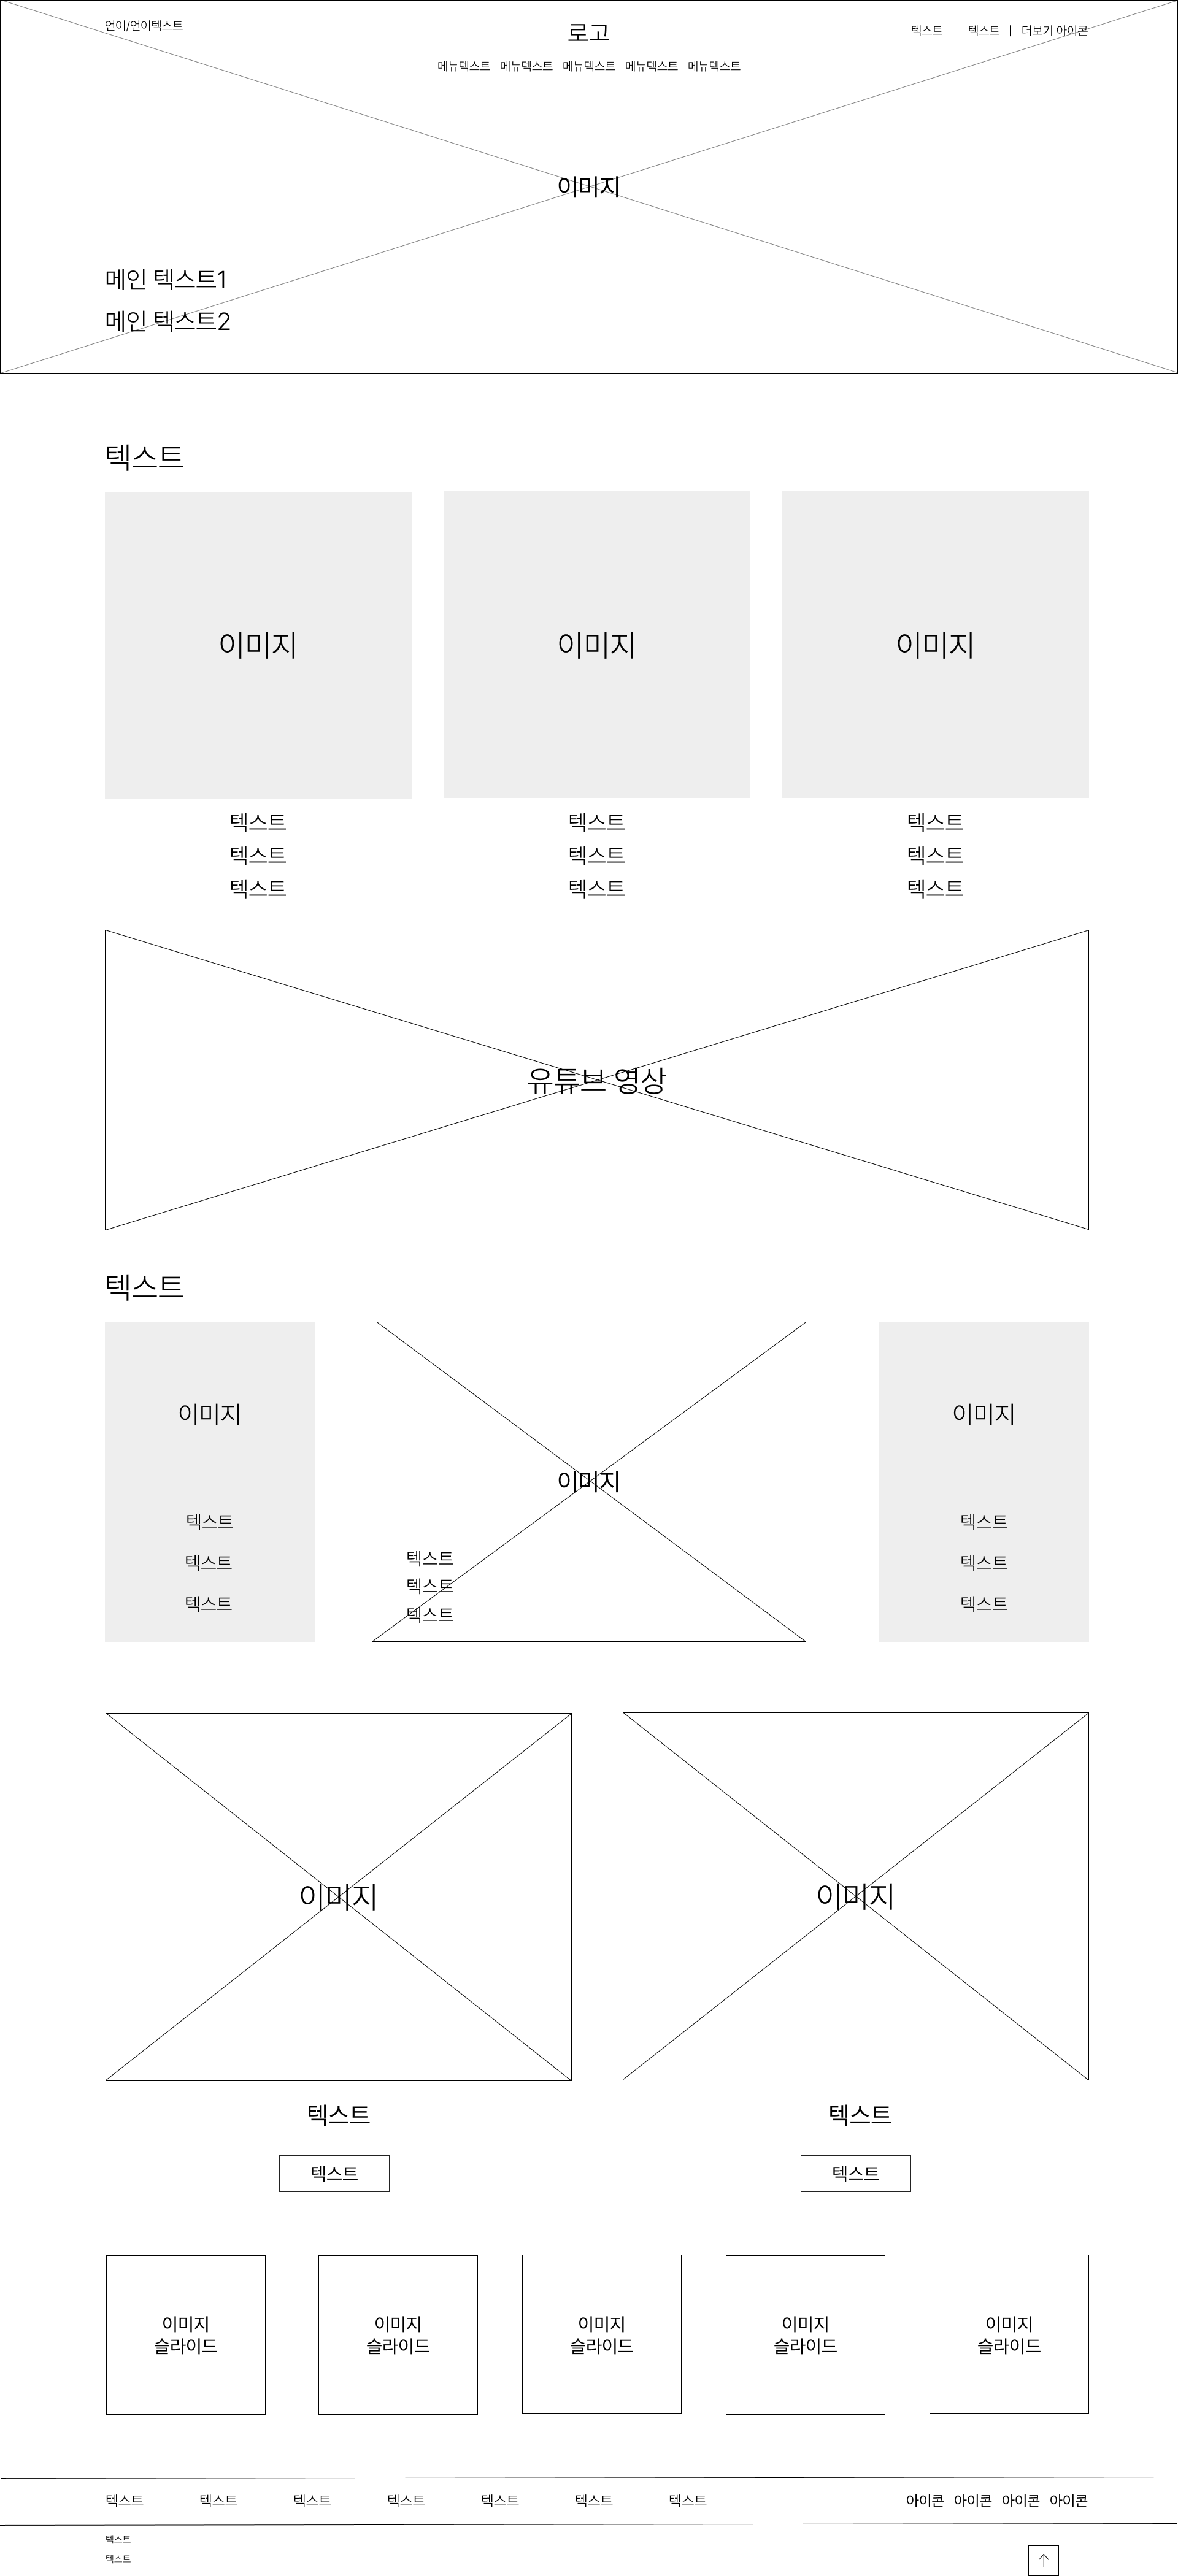 언어/언어텍스트
로고
텍스트 | 텍스트 | 더보기 아이콘
메뉴텍스트 메뉴텍스트 메뉴텍스트 메뉴텍스트 메뉴텍스트
이미지
메인 텍스트1
메인 텍스트2
텍스트
이미지 이미지 이미지
텍스트 텍스트 텍스트
텍스트 텍스트 텍스트
텍스트 텍스트 텍스트
유튜브 영상
텍스트
이미지
텍스트
텍스트
텍스트
이미지
텍스트
텍스트
텍스트
이미지
텍스트
텍스트
텍스트
이미지 이미지
텍스트 텍스트
텍스트 텍스트
이미지 이미지 이미지 이미지 이미지
슬라이드 슬라이드 슬라이드 슬라이드 슬라이드
텍스트 텍스트 텍스트 텍스트 텍스트 텍스트 텍스트 아이콘 아이콘 아이콘 아이콘
텍스트
텍스트